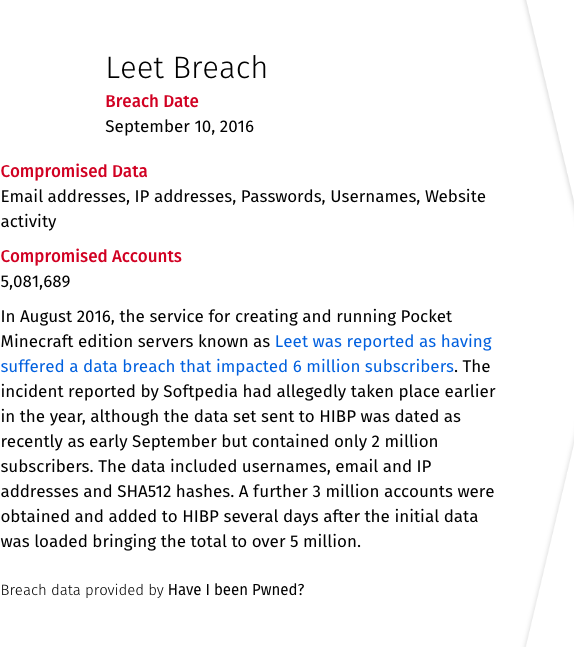 Leet Breach
Breach Date
September 10, 2016
Compromised Data
Email addresses, IP addresses, Passwords, Usernames, Website
activity
Compromised Accounts
5,081,689
In August 2016, the service for creating and running Pocket
Minecraft edition servers known as Leet was reported as having
suffered a data breach that impacted 6 million subscribers. The
incident reported by Softpedia had allegedly taken place earlier
in the year, although the data set sent to HIBP was dated as
recently as early September but contained only 2 million
subscribers. The data included usernames, email and IP
addresses and SHA512 hashes. A further 3 million accounts were
obtained and added to HIBP several days after the initial data
was loaded bringing the total to over 5 million.
Breach data provided by Have I been Pwned?